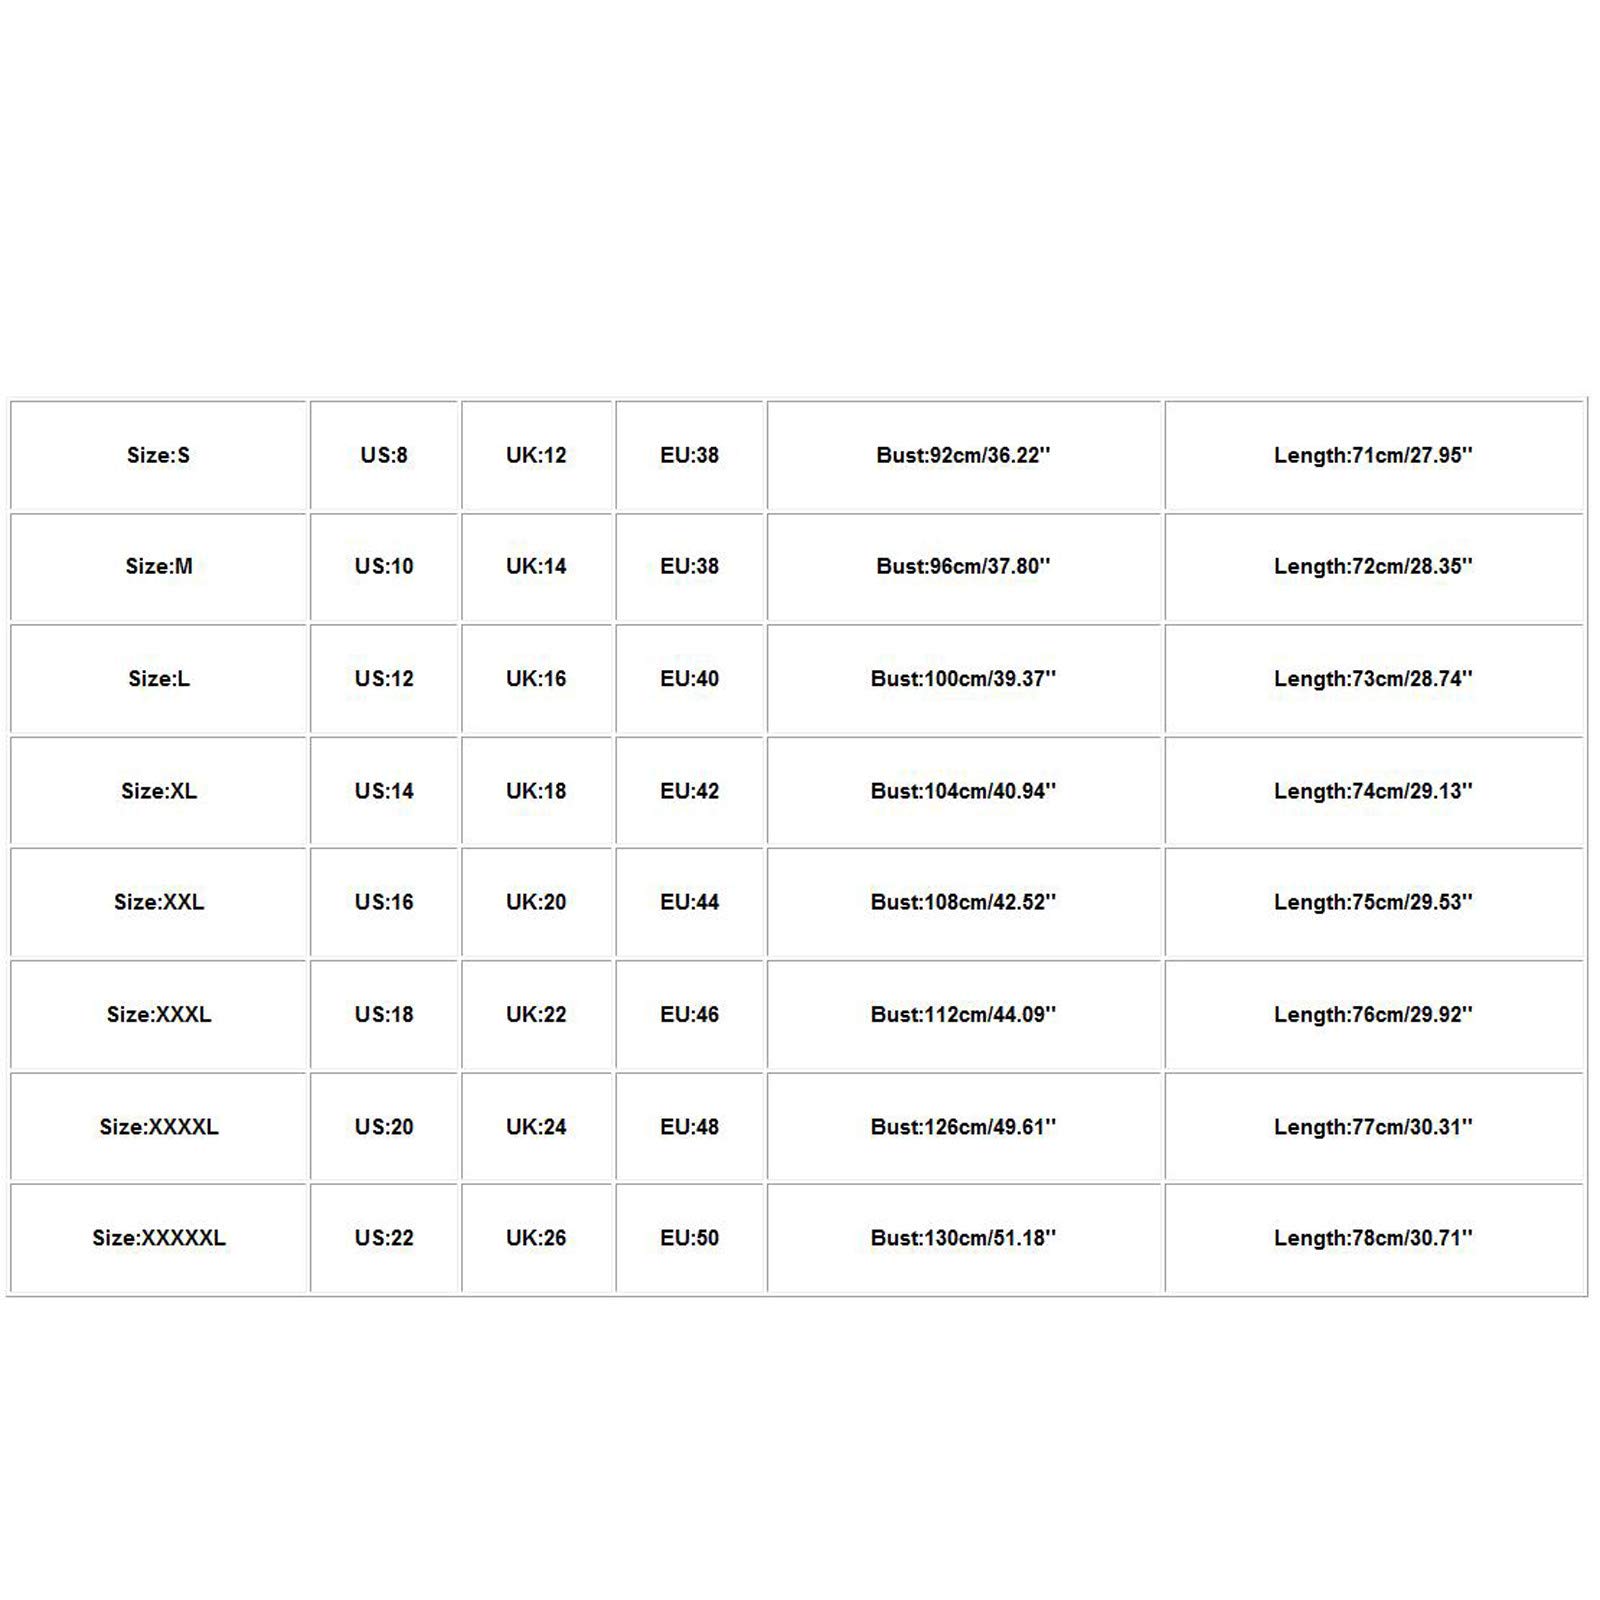 Size:S US:8 UK:12 EU:38 Bust:92cm/36.22'' Length:71cm/27.95''
Size:M US:10 UK:14 EU:38 Bust:96cm/37.80'' Length:72cm/28.35''
Size:L US:12 UK:16 EU:40 Bust:100cm/39.37'' Length:73cm/28.74''
Size:XL US:14 UK:18 EU:42 Bust:104cm/40.94'' Length:74cm/29.13''
Size:XXL US:16 UK:20 EU:44 Bust:108cm/42.52'' Length:75cm/29.53''
Size:XXXL US:18 UK:22 EU:46 Bust:112cm/44.09'' Length:76cm/29.92''
Size:XXXXL US:20 UK:24 EU:48 Bust:126cm/49.61'' Length:77cm/30.31''
Size:XXXXXL US:22 UK:26 EU:50 Bust:130cm/51.18'' Length:78cm/30.71''